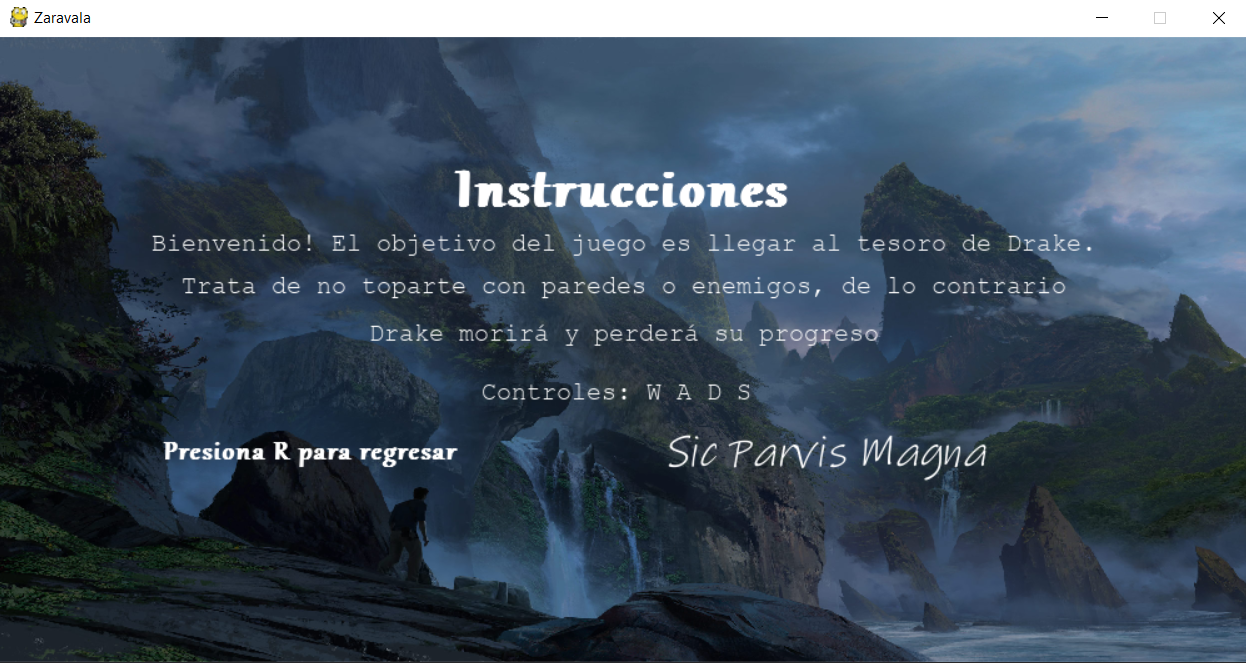 Zaravala
Instrucciones
Bienvenido! El objetivo del juego es llegar al tesoro de Drake.
Trata de no toparte con paredes o enemigos, de lo contrario
Drake morirá y perderá su progreso
Controles: W A D S
Presiona R para regresar
Sic Parvis Magna